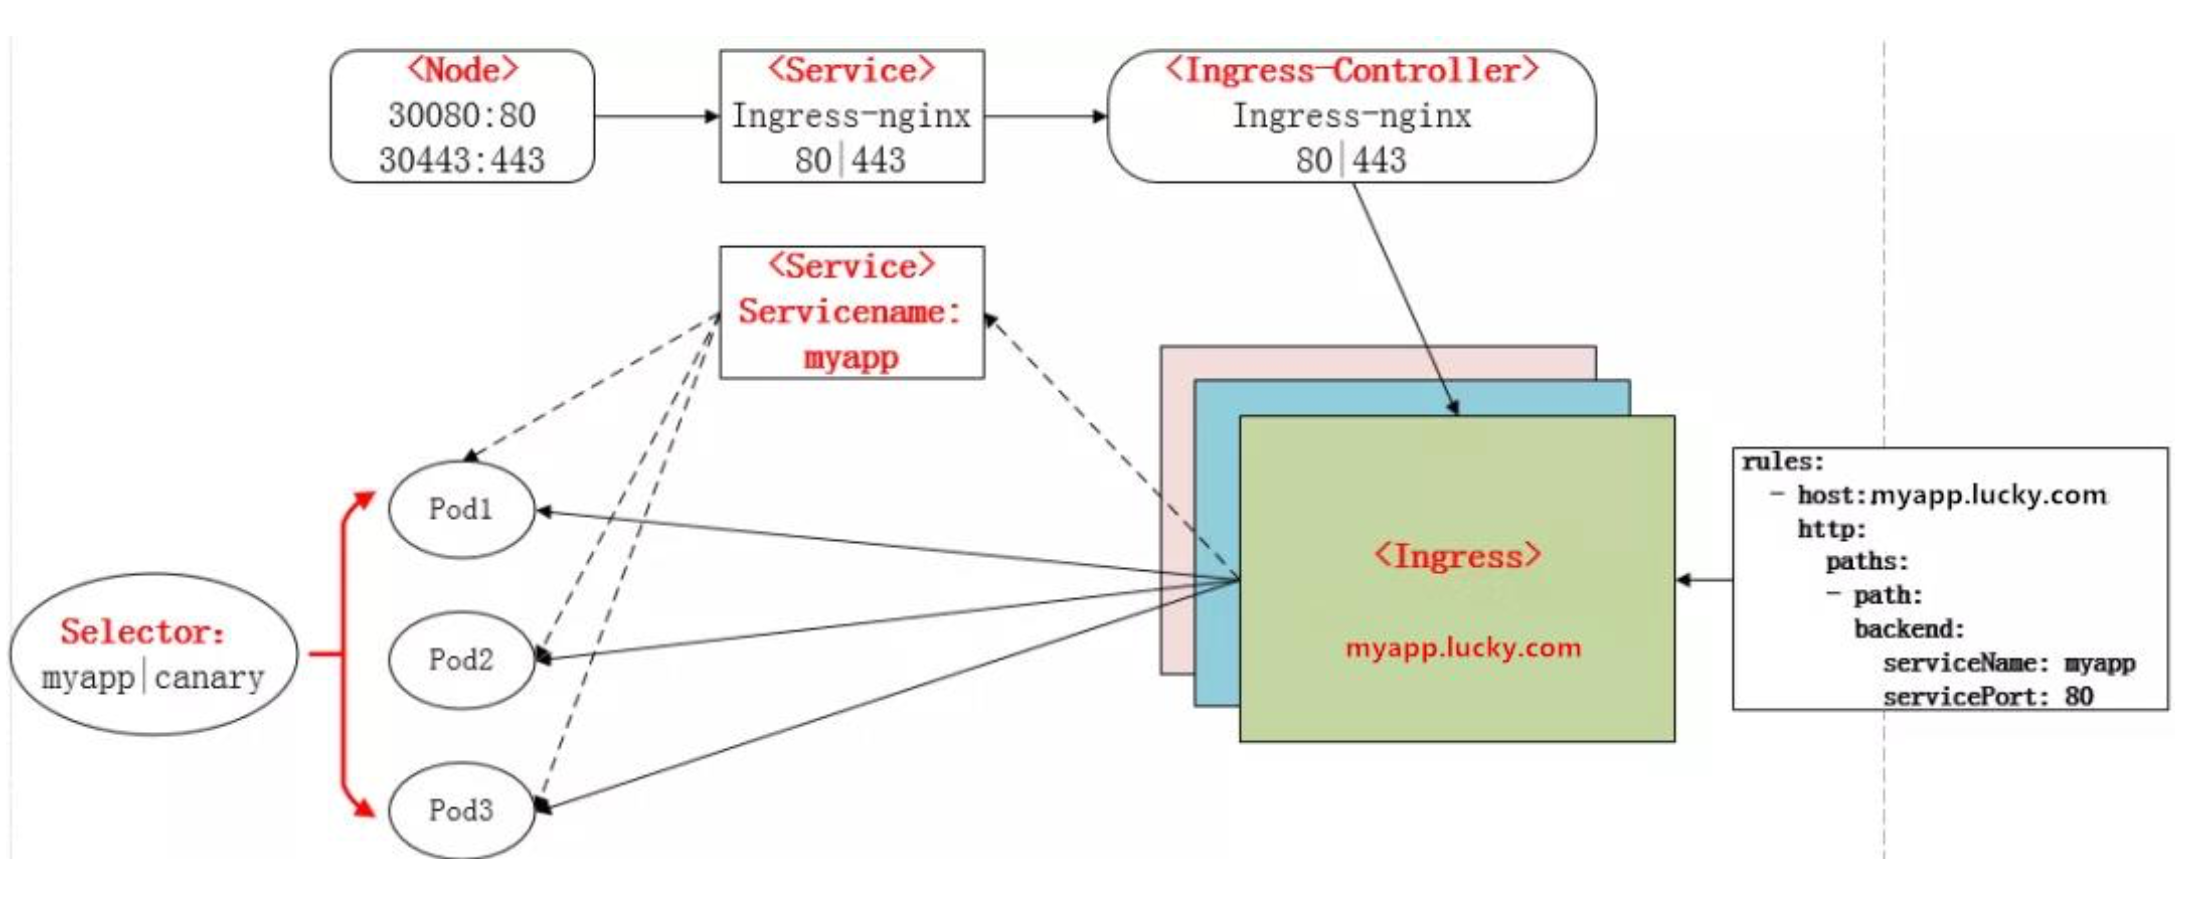 <Node>
30080:80
30443:443
<Service>
Ingress-nginx
80|443
<Ingress-Controller>
Ingress-nginx
80|443
<Service>
Servicename:
myapp
Pod1
Pod2
Pod3
Selector:
myapp|canary
<Ingress>
myapp.lucky.com
rules:
- host:myapp.lucky.com
http:
paths:
- path:
backend:
serviceName: myapp
servicePort: 80